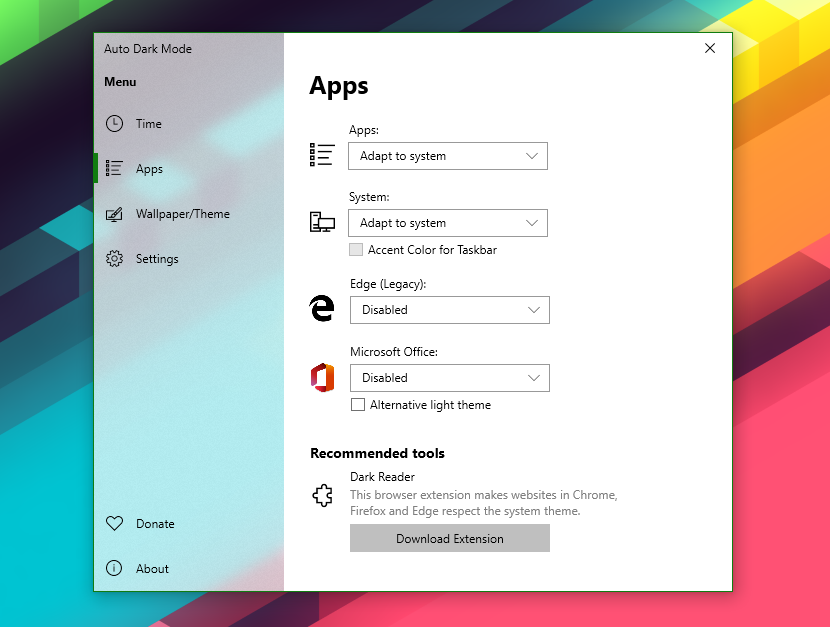 Auto Dark Mode
Menu
Time
Apps
Wallpaper/Theme
Settings
Donate
About
Apps
Apps:
Adapt to system
System:
Adapt to system
Accent Color for Taskbar
Edge (Legacy):
Disabled
Microsoft Office:
Disabled
Alternative light theme
Recommended tools
Dark Reader
This browser extension makes websites in Chrome,
Firefox and Edge respect the system theme.
Download Extension